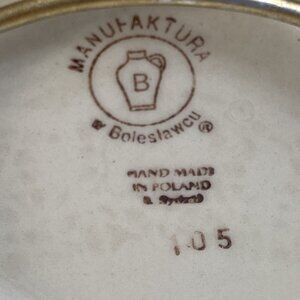 MANUFAKTURA
B
w Bolesławcu ®
HAND MADE
IN POLAND
105